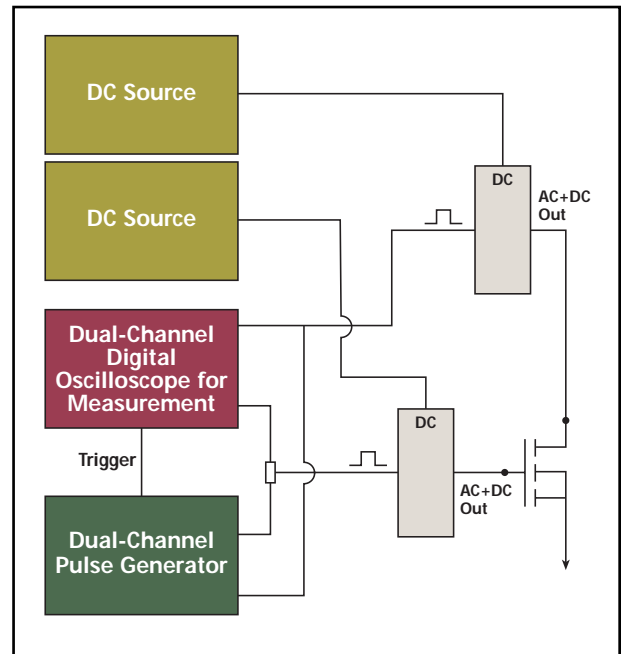 DC Source
DC
AC+DC
Out
DC Source
Dual-Channel
Digital
Oscilloscope for
Measurement
DC
Trigger
AC+DC
Out
Dual-Channel
Pulse Generator